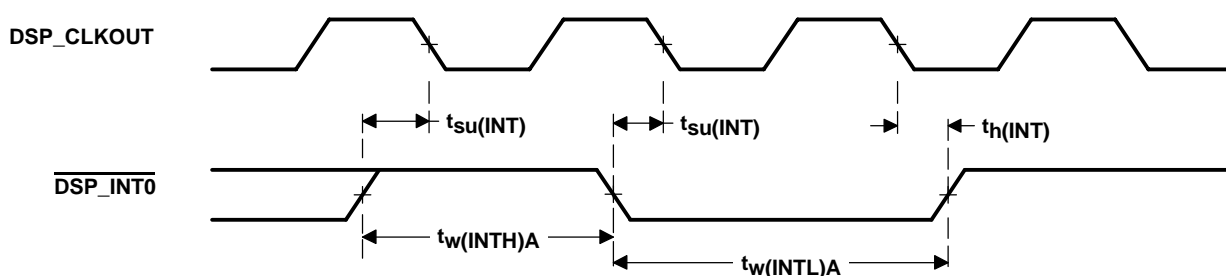 DSP_CLKOUT
tsu(INT) tsu(INT) th(INT)
DSP_INT0
tw(INTH)A
tw(INTL)A